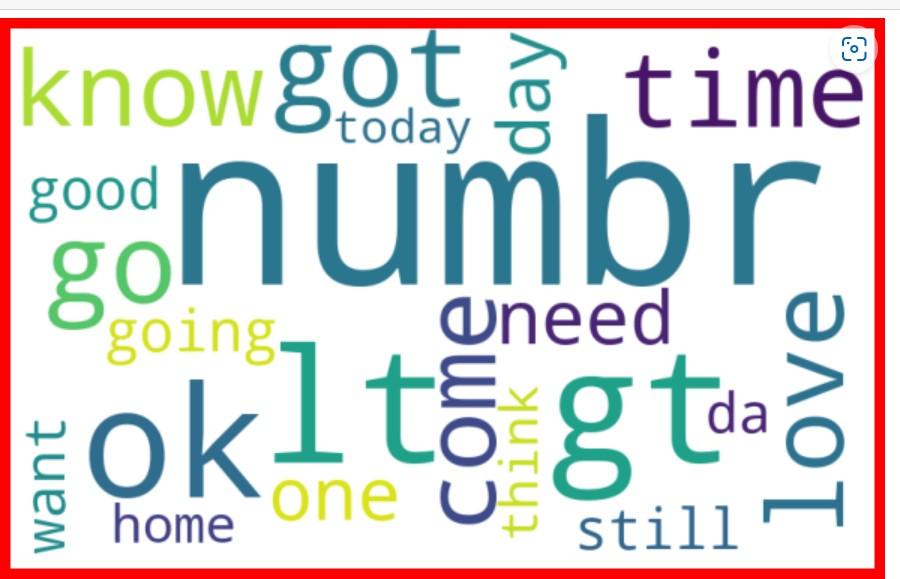 know
got
day
time
today
good
numbr
go
going
come
need
love
lt
gt
ok
think
da
want
one
home
still